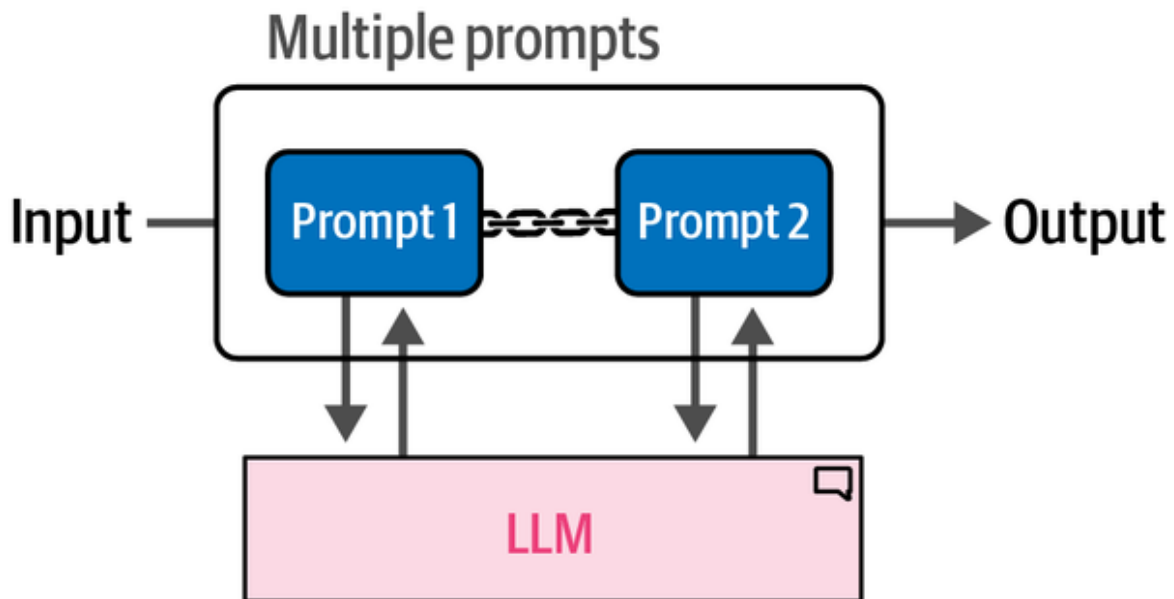 Multiple prompts
Input
Prompt 1
Prompt 2
Output
LLM